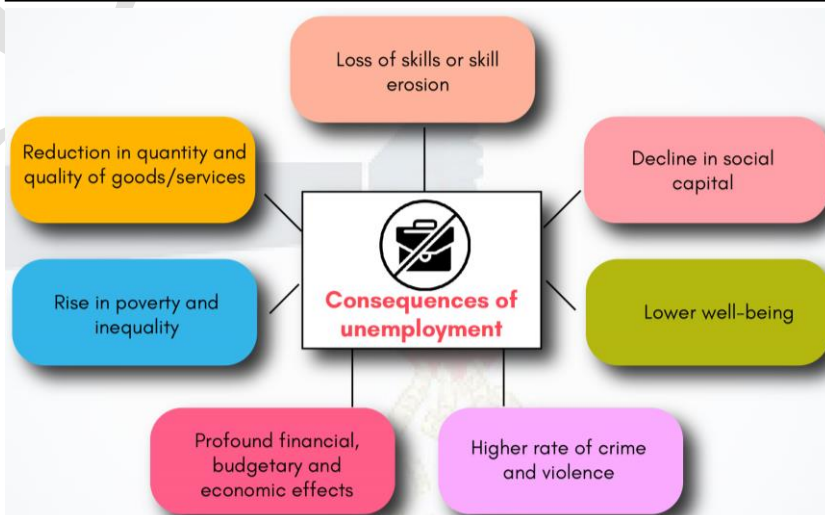 Loss of skills or skill
erosion
Reduction in quantity and
quality of goods/services
Decline in social
capital
Consequences of
unemployment
Rise in poverty and
inequality
Lower well-being
Profound financial,
budgetary and
economic effects
Higher rate of crime
and violence